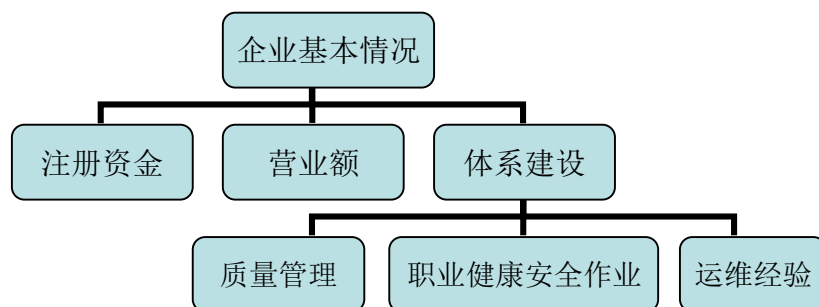 企业基本情况
注册资金
营业额
体系建设
质量管理
职业健康安全作业
运维经验